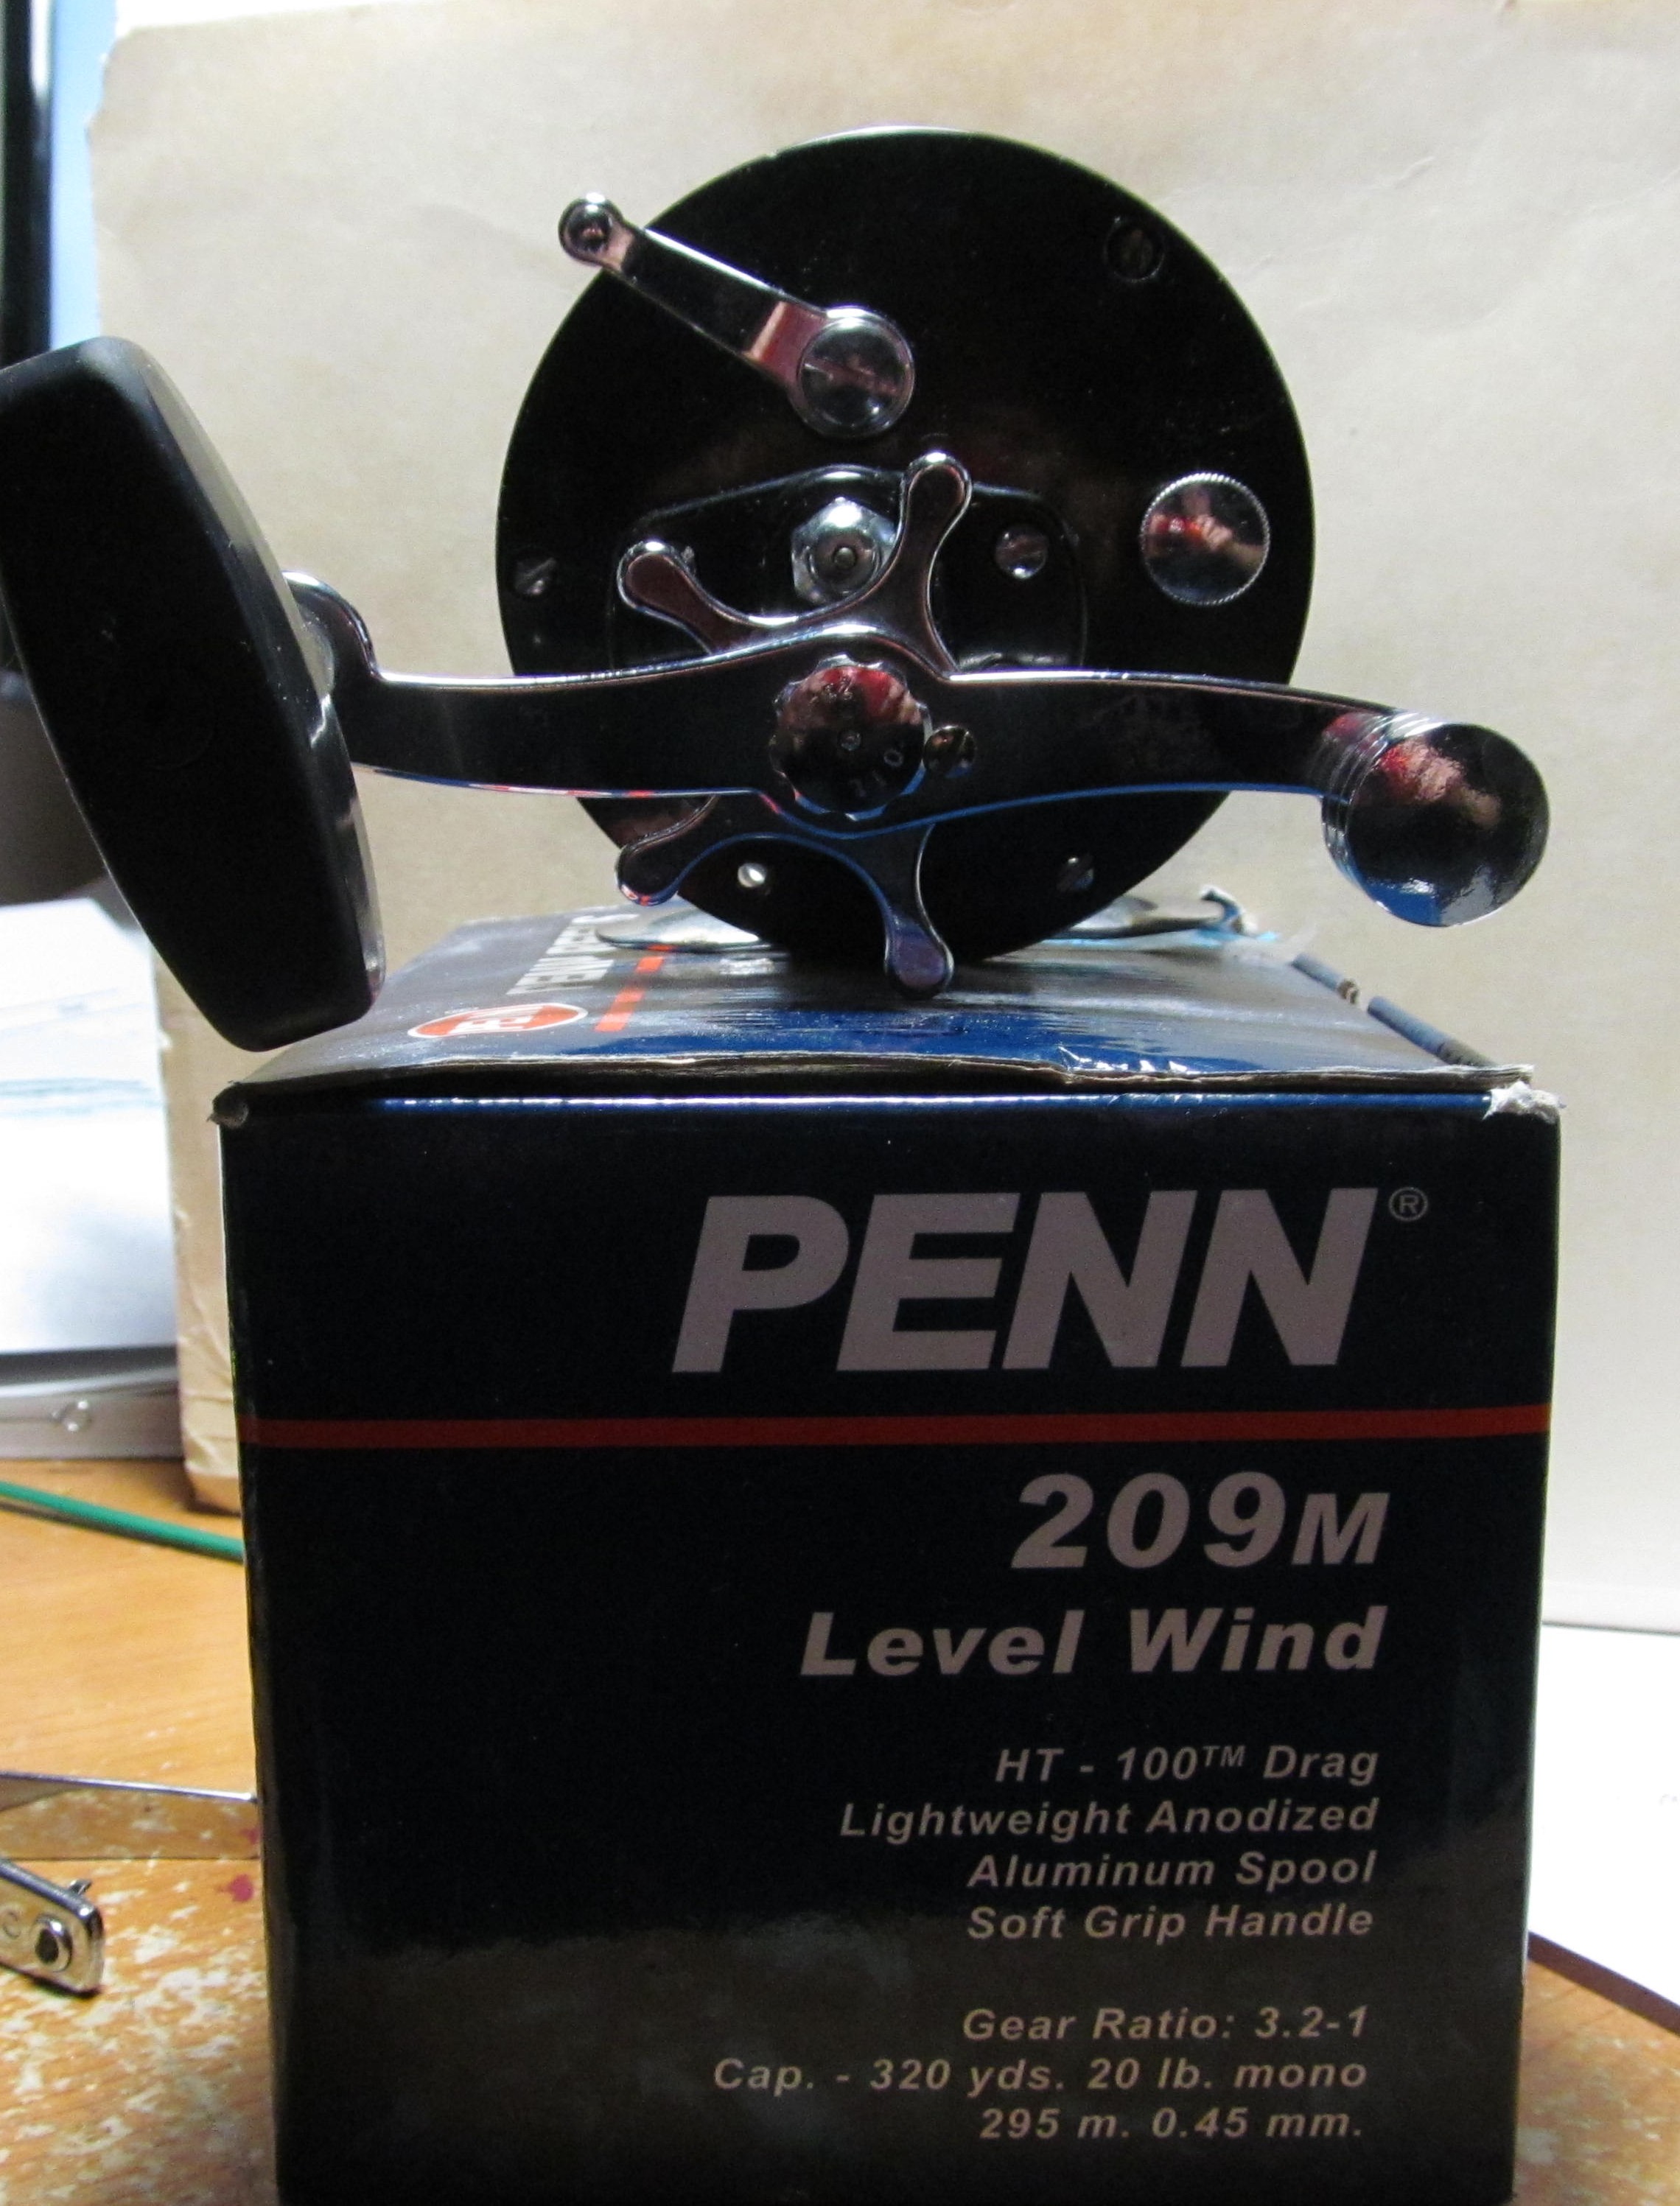 PENN
PENN®
209M
Level Wind
HT - 100™ Drag
Lightweight Anodized
Aluminum Spool
Soft Grip Handle
Gear Ratio: 3.2-1
Cap. - 320 yds. 20 lb. mono
295 m. 0.45 mm.